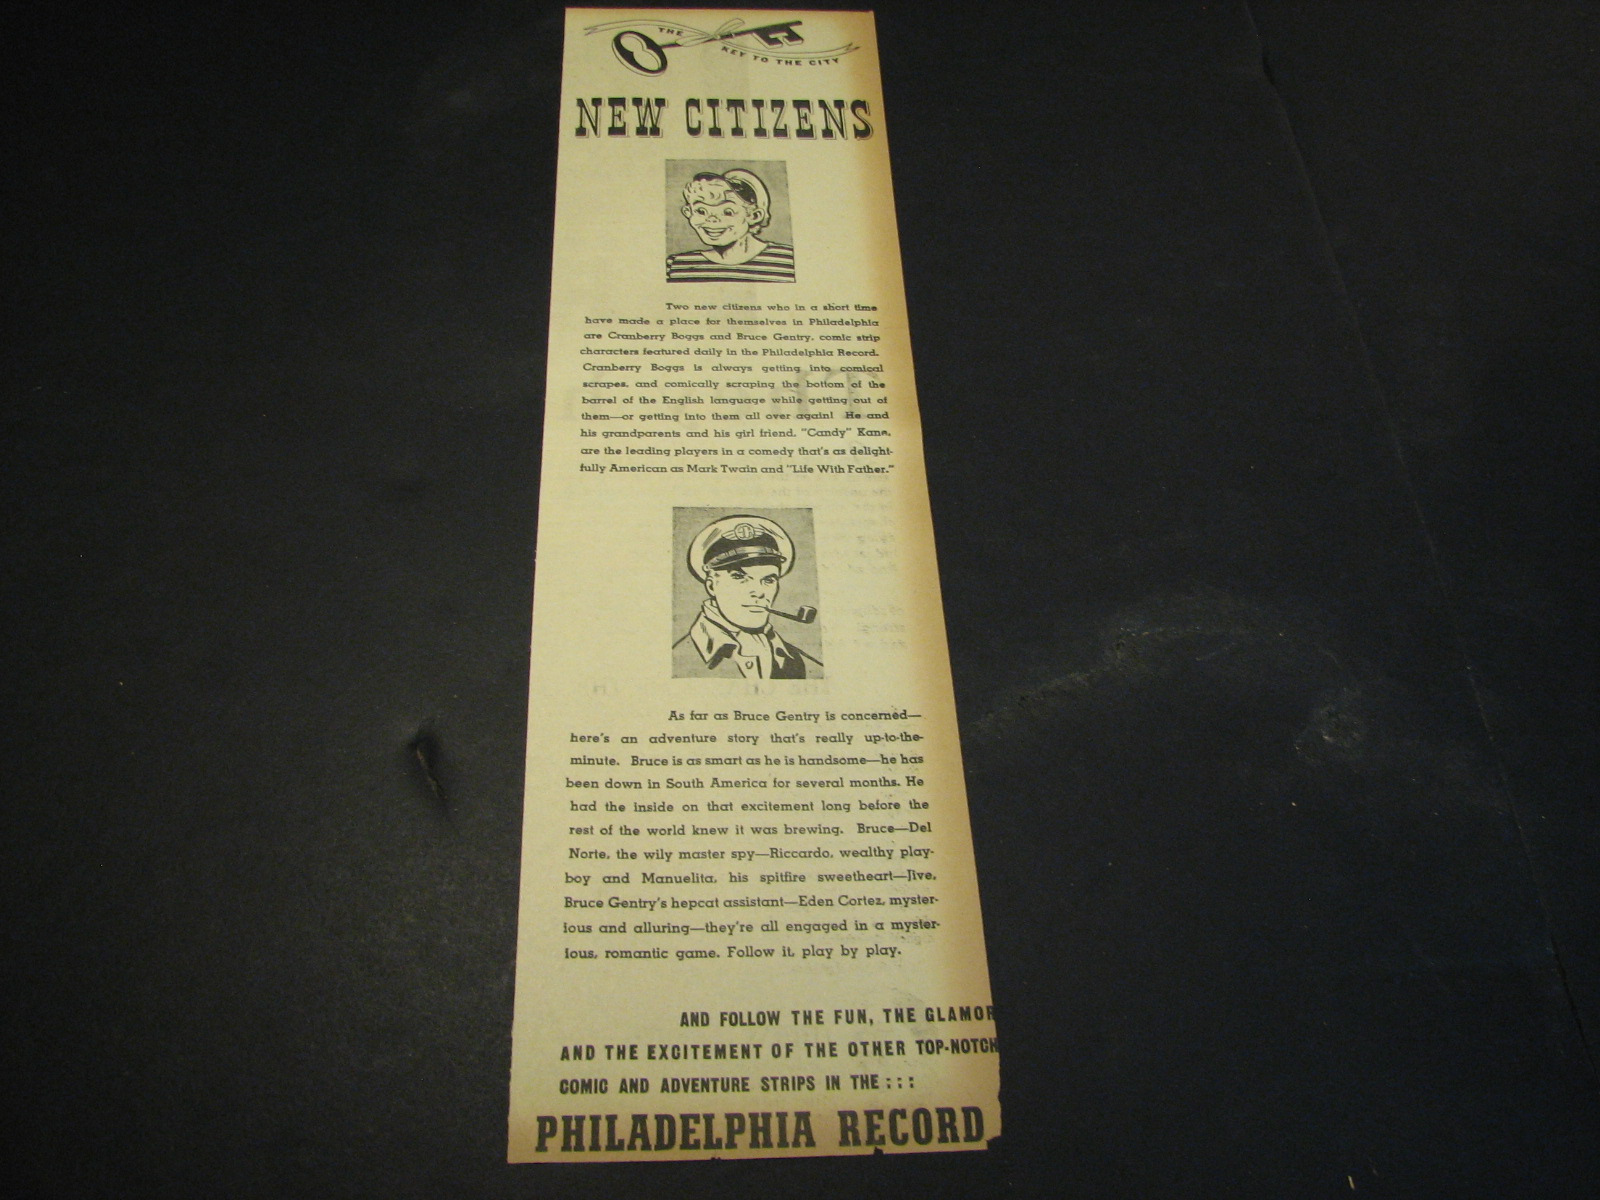 THE
KEY TO THE CITY
NEW CITIZENS
Two new citizens who in a short time
have made a place for themselves in Philadelphia
are Cranberry Boggs and Bruce Gentry, comic strip
characters featured daily in the Philadelphia Record.
Cranberry Boggs is always getting into comical
scrapes, and comically scraping the bottom of the
barrel of the English language while getting out of
them—or getting into them all over again! He and
his grandparents and his girl friend, "Candy" Kane,
are the leading players in a comedy that's as delight-
fully American as Mark Twain and "Life With Father."
As far as Bruce Gentry is concerned—
here's an adventure story that's really up-to-the-
minute. Bruce is as smart as he is handsome—he has
been down in South America for several months. He
had the inside on that excitement long before the
rest of the world knew it was brewing. Bruce—Del
Norte, the wily master spy—Riccardo, wealthy play-
boy and Manuelita, his spitfire sweetheart—Jive,
Bruce Gentry's hepcat assistant—Eden Cortez, myster-
ious and alluring—they're all engaged in a myster-
ious, romantic game. Follow it, play by play.
AND FOLLOW THE FUN, THE GLAMOR
AND THE EXCITEMENT OF THE OTHER TOP-NOTCH
COMIC AND ADVENTURE STRIPS IN THE : : :
PHILADELPHIA RECORD